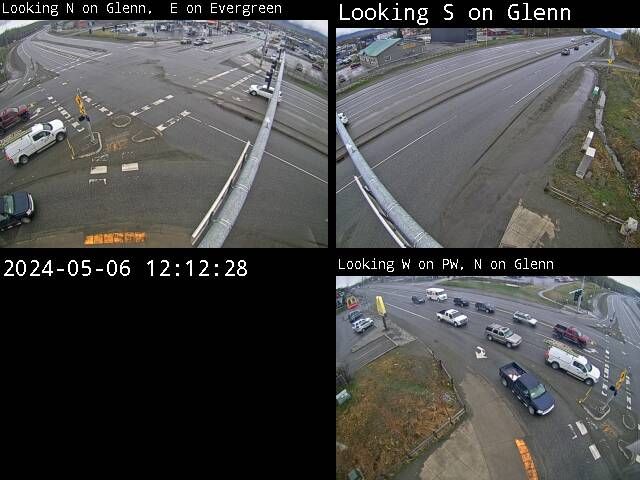 Looking N on Glenn,  E on Evergreen
Looking S on Glenn
2024-05-06 12:12:28
Looking W on PW, N on Glenn